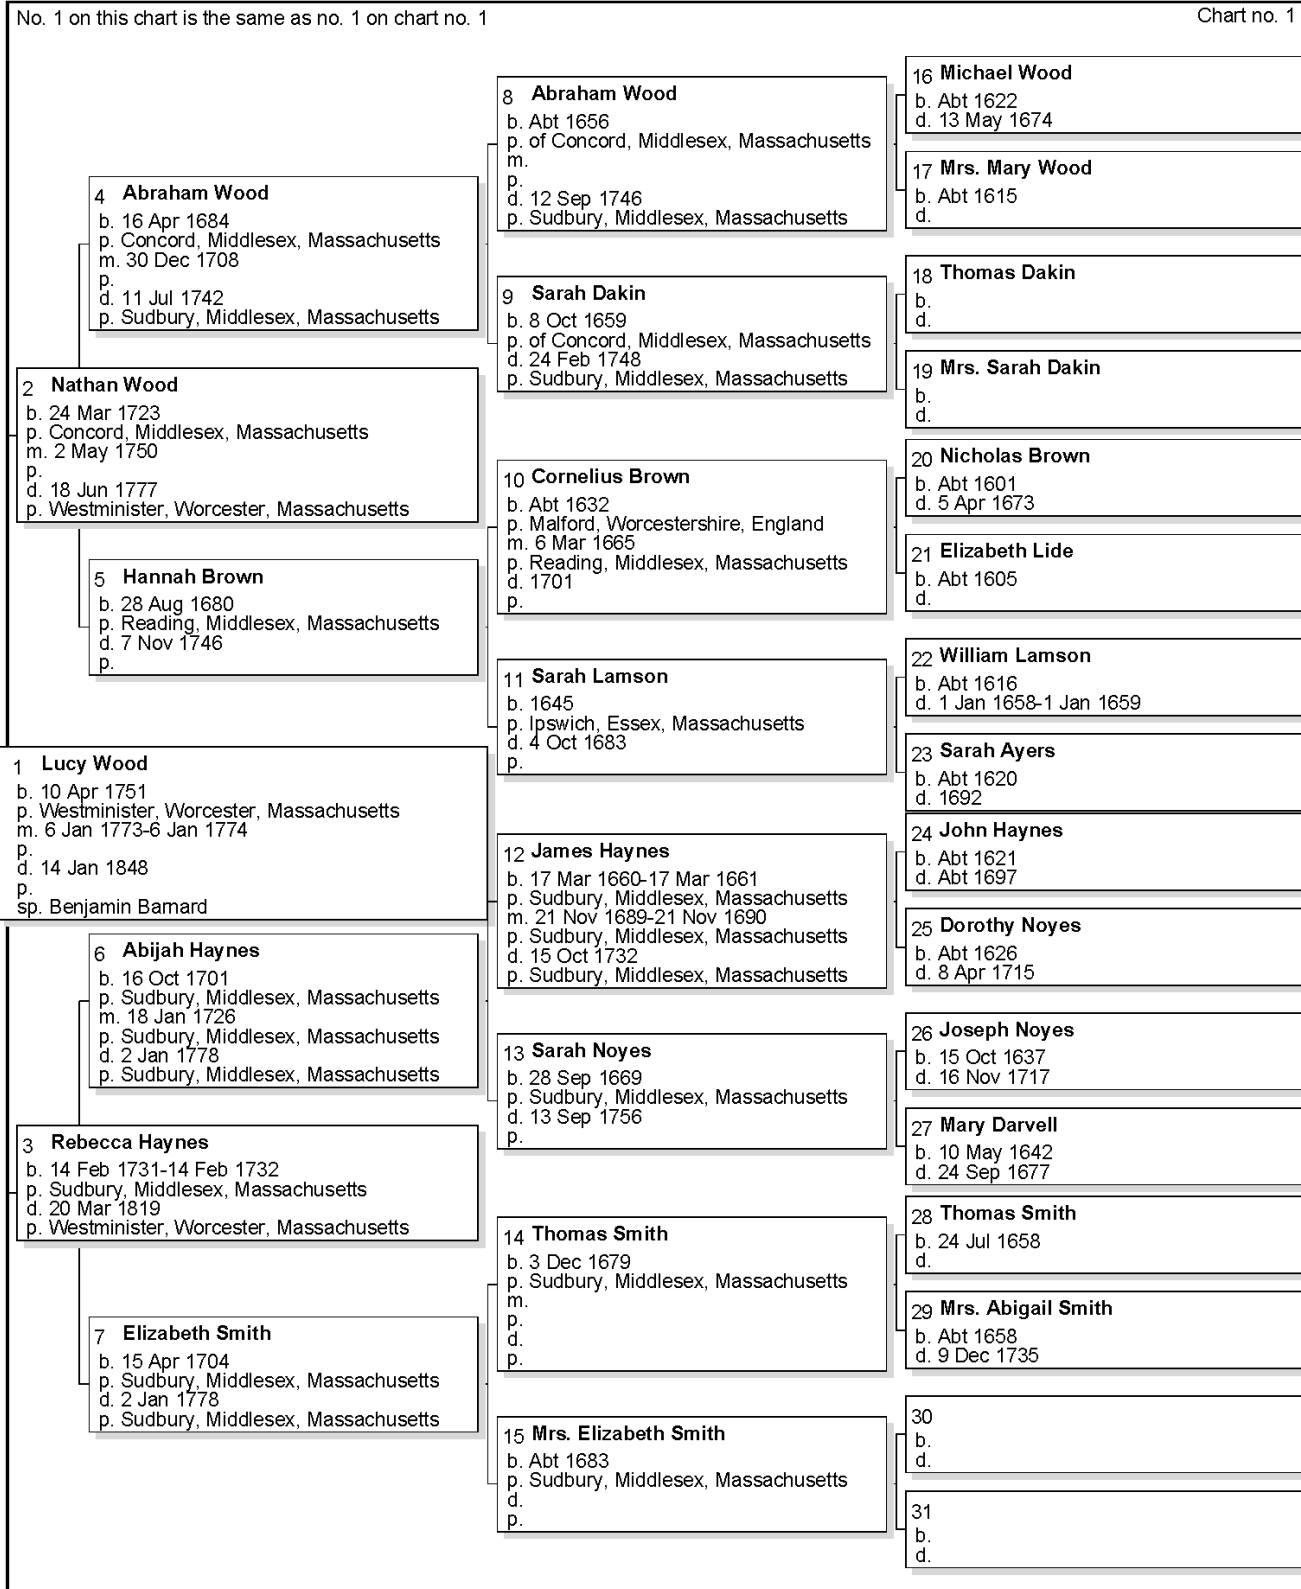 No. 1 on this chart is the same as no. 1 on chart no. 1
Chart no. 1
1 Lucy Wood
b. 10 Apr 1751
p. Westminister, Worcester, Massachusetts
m. 6 Jan 1773-6 Jan 1774
p.
d. 14 Jan 1848
p.
sp. Benjamin Barnard
2 Nathan Wood
b. 24 Mar 1723
p. Concord, Middlesex, Massachusetts
m. 2 May 1750
p.
d. 18 Jun 1777
p. Westminister, Worcester, Massachusetts
3 Rebecca Haynes
b. 14 Feb 1731-14 Feb 1732
p. Sudbury, Middlesex, Massachusetts
d. 20 Mar 1819
p. Westminister, Worcester, Massachusetts
4 Abraham Wood
b. 16 Apr 1684
p. Concord, Middlesex, Massachusetts
m. 30 Dec 1708
p.
d. 11 Jul 1742
p. Sudbury, Middlesex, Massachusetts
5 Hannah Brown
b. 28 Aug 1680
p. Reading, Middlesex, Massachusetts
d. 7 Nov 1746
p.
6 Abijah Haynes
b. 16 Oct 1701
p. Sudbury, Middlesex, Massachusetts
m. 18 Jan 1726
p. Sudbury, Middlesex, Massachusetts
d. 2 Jan 1778
p. Sudbury, Middlesex, Massachusetts
7 Elizabeth Smith
b. 15 Apr 1704
p. Sudbury, Middlesex, Massachusetts
d. 2 Jan 1778
p. Sudbury, Middlesex, Massachusetts
8 Abraham Wood
b. Abt 1656
p. of Concord, Middlesex, Massachusetts
m.
p.
d. 12 Sep 1746
p. Sudbury, Middlesex, Massachusetts
9 Sarah Dakin
b. 8 Oct 1659
p. of Concord, Middlesex, Massachusetts
d. 24 Feb 1748
p. Sudbury, Middlesex, Massachusetts
10 Cornelius Brown
b. Abt 1632
p. Malford, Worcestershire, England
m. 6 Mar 1665
p. Reading, Middlesex, Massachusetts
d. 1701
p.
11 Sarah Lamson
b. 1645
p. Ipswich, Essex, Massachusetts
d. 4 Oct 1683
p.
12 James Haynes
b. 17 Mar 1660-17 Mar 1661
p. Sudbury, Middlesex, Massachusetts
m. 21 Nov 1689-21 Nov 1690
p. Sudbury, Middlesex, Massachusetts
d. 15 Oct 1732
p. Sudbury, Middlesex, Massachusetts
13 Sarah Noyes
b. 28 Sep 1669
p. Sudbury, Middlesex, Massachusetts
d. 13 Sep 1756
p.
14 Thomas Smith
b. 3 Dec 1679
p. Sudbury, Middlesex, Massachusetts
m.
p.
d.
p.
15 Mrs. Elizabeth Smith
b. Abt 1683
p. Sudbury, Middlesex, Massachusetts
d.
p.
16 Michael Wood
b. Abt 1622
d. 13 May 1674
17 Mrs. Mary Wood
b. Abt 1615
d.
18 Thomas Dakin
b.
d.
19 Mrs. Sarah Dakin
b.
d.
20 Nicholas Brown
b. Abt 1601
d. 5 Apr 1673
21 Elizabeth Lide
b. Abt 1605
d.
22 William Lamson
b. Abt 1616
d. 1 Jan 1658-1 Jan 1659
23 Sarah Ayers
b. Abt 1620
d. 1692
24 John Haynes
b. Abt 1621
d. Abt 1697
25 Dorothy Noyes
b. Abt 1626
d. 8 Apr 1715
26 Joseph Noyes
b. 15 Oct 1637
d. 16 Nov 1717
27 Mary Darvell
b. 10 May 1642
d. 24 Sep 1677
28 Thomas Smith
b. 24 Jul 1658
d.
29 Mrs. Abigail Smith
b. Abt 1658
d. 9 Dec 1735
30
b.
d.
31
b.
d.